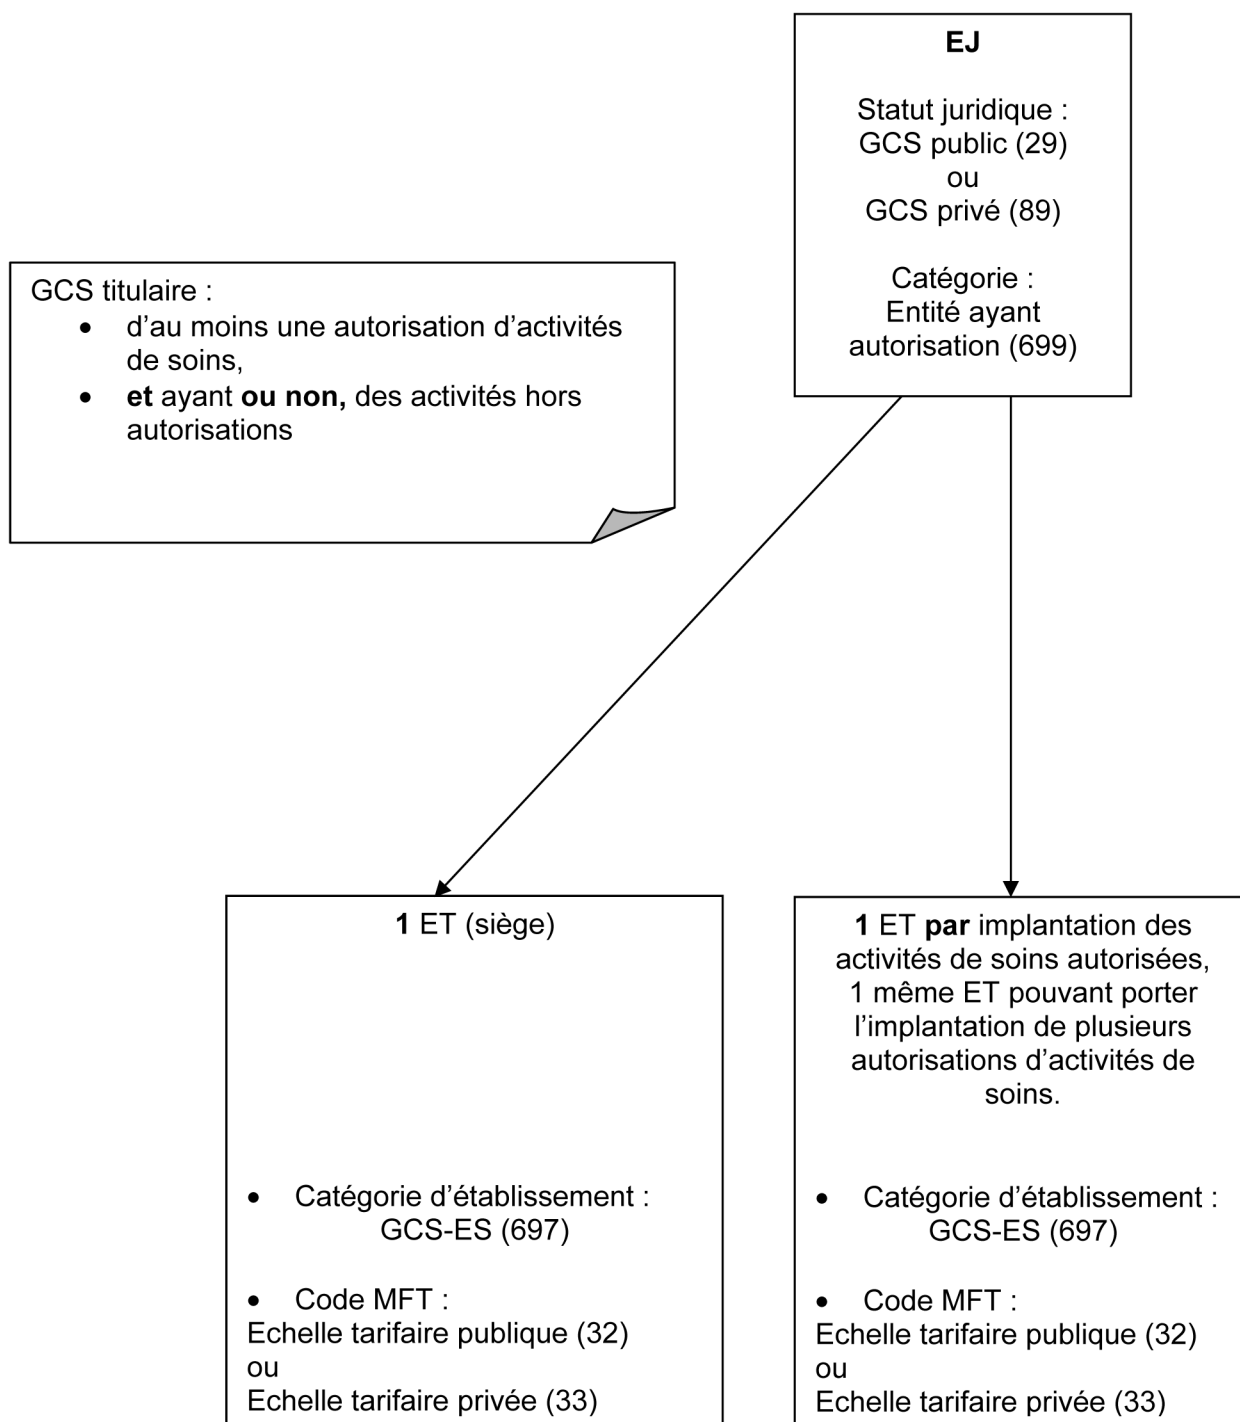 EJ
Statut juridique :
GCS public (29)
ou
GCS privé (89)
Catégorie :
Entité ayant
autorisation (699)
GCS titulaire :
• d’au moins une autorisation d’activités
de soins,
• et ayant ou non, des activités hors
autorisations
1 ET (siège)
• Catégorie d’établissement :
GCS-ES (697)
• Code MFT :
Echelle tarifaire publique (32)
ou
Echelle tarifaire privée (33)
1 ET par implantation des
activités de soins autorisées,
1 même ET pouvant porter
l’implantation de plusieurs
autorisations d’activités de
soins.
• Catégorie d’établissement :
GCS-ES (697)
• Code MFT :
Echelle tarifaire publique (32)
ou
Echelle tarifaire privée (33)